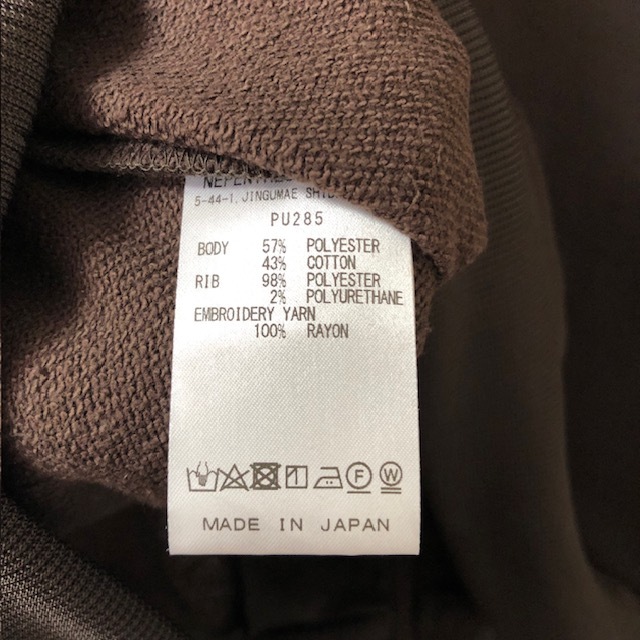 5-44-1, JINGUMAE
PU285
BODY 57% POLYESTER
43% COTTON
RIB 98% POLYESTER
2% POLYURETHANE
EMBROIDERY YARN
100% RAYON
F W
MADE IN JAPAN